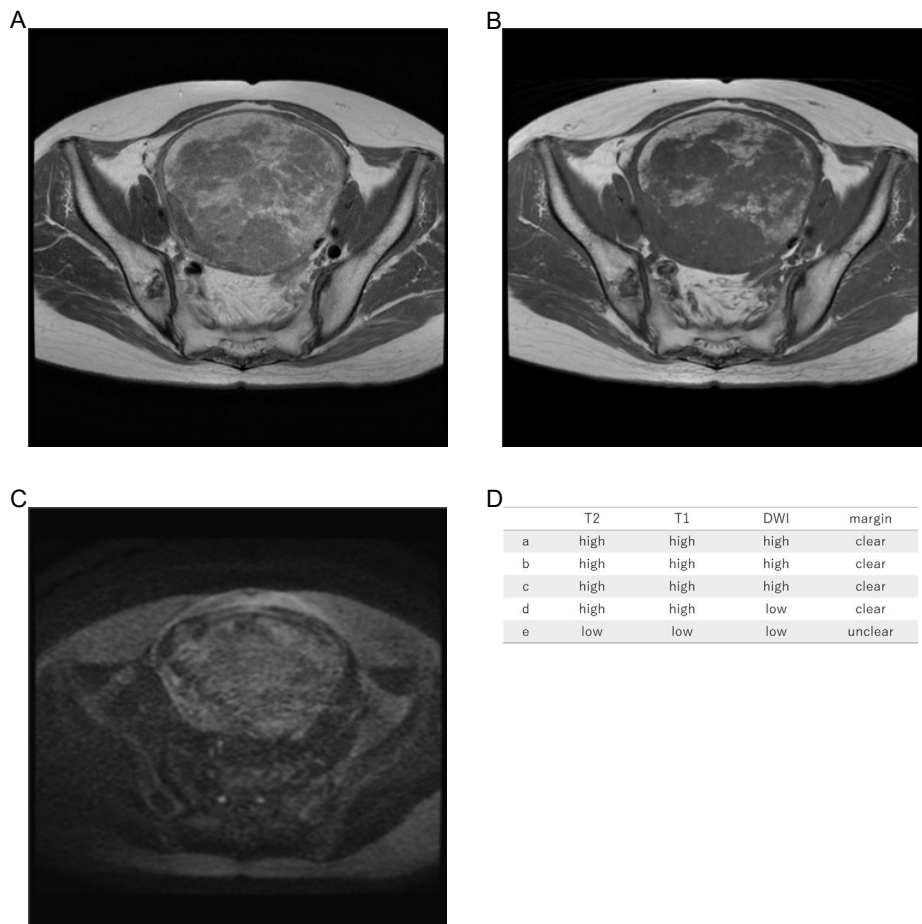 A
B
C
D
T2 T1 DWI margin
a high high high clear
b high high high clear
c high high high clear
d high high low clear
e low low low unclear